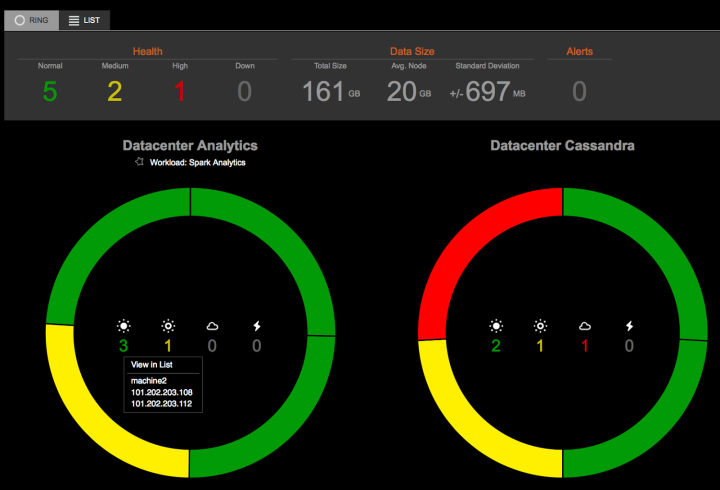 RING LIST
Health Data Size Alerts
Normal Medium High Down Total Size Avg. Node Standard Deviation
5 2 1 0 161 GB 20 GB +/- 697 MB 0
Datacenter Analytics
Workload: Spark Analytics
3 1 0 0
View in List
machine2
101.202.203.108
101.202.203.112
Datacenter Cassandra
2 1 1 0